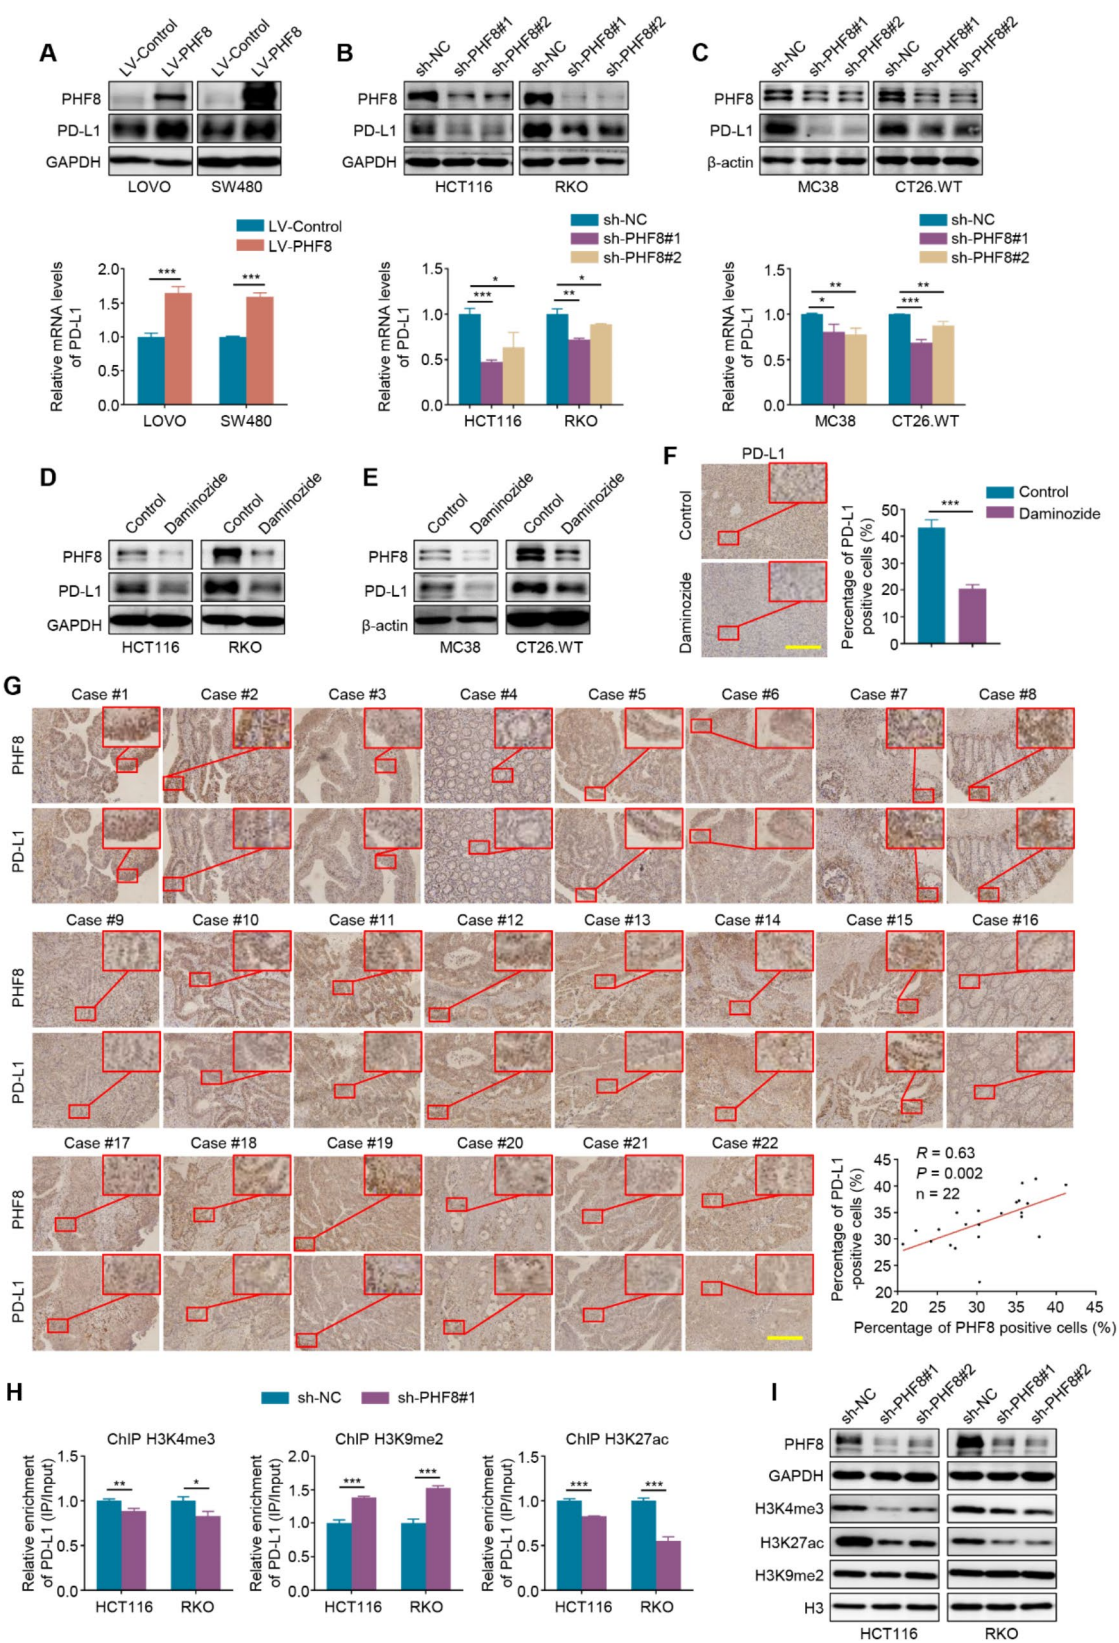 A
LV-Control
LV-PHF8
LV-Control
LV-PHF8
PHF8
PD-L1
GAPDH
LOVO
SW480
LV-Control
LV-PHF8
Relative mRNA levels
of PD-L1
2.0
1.5
1.0
0.5
0.0
***
***
LOVO
SW480
B
sh-NC
sh-PHF8#1
sh-PHF8#2
sh-NC
sh-PHF8#1
sh-PHF8#2
PHF8
PD-L1
GAPDH
HCT116
RKO
sh-NC
sh-PHF8#1
sh-PHF8#2
Relative mRNA levels
of PD-L1
1.5
1.0
0.5
0.0
*
***
*
**
HCT116
RKO
C
sh-NC
sh-PHF8#1
sh-PHF8#2
sh-NC
sh-PHF8#1
sh-PHF8#2
PHF8
PD-L1
β-actin
MC38
CT26.WT
sh-NC
sh-PHF8#1
sh-PHF8#2
Relative mRNA levels
of PD-L1
1.5
1.0
0.5
0.0
**
*
**
***
MC38
CT26.WT
D
Control
Daminozide
Control
Daminozide
PHF8
PD-L1
GAPDH
HCT116
RKO
E
Control
Daminozide
Control
Daminozide
PHF8
PD-L1
β-actin
MC38
CT26.WT
F
PD-L1
Control
Daminozide
Percentage of PD-L1
positive cells (%)
50
40
30
20
10
0
***
Control
Daminozide
G
Case #1
Case #2
Case #3
Case #4
Case #5
Case #6
Case #7
Case #8
PHF8
PD-L1
Case #9
Case #10
Case #11
Case #12
Case #13
Case #14
Case #15
Case #16
PHF8
PD-L1
Case #17
Case #18
Case #19
Case #20
Case #21
Case #22
PHF8
PD-L1
Percentage of PD-L1
-positive cells (%)
45
40
35
30
25
20
R = 0.63
P = 0.002
n = 22
20
25
30
35
40
45
Percentage of PHF8 positive cells (%)
H
sh-NC
sh-PHF8#1
ChIP H3K4me3
Relative enrichment
of PD-L1 (IP/Input)
1.5
1.0
0.5
0.0
**
*
HCT116
RKO
ChIP H3K9me2
Relative enrichment
of PD-L1 (IP/Input)
2.0
1.5
1.0
0.5
0.0
***
***
HCT116
RKO
ChIP H3K27ac
Relative enrichment
of PD-L1 (IP/Input)
1.5
1.0
0.5
0.0
***
***
HCT116
RKO
I
sh-NC
sh-PHF8#1
sh-PHF8#2
sh-NC
sh-PHF8#1
sh-PHF8#2
PHF8
GAPDH
H3K4me3
H3K27ac
H3K9me2
H3
HCT116
RKO